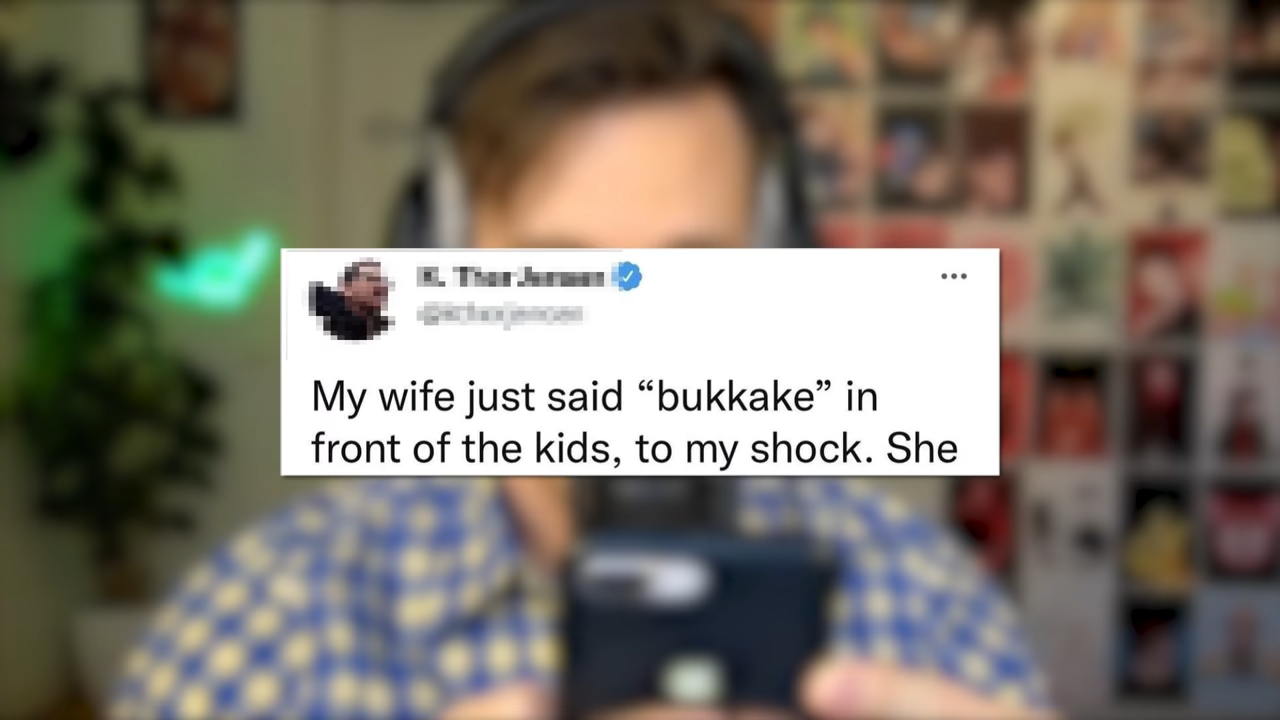 My wife just said “bukkake” in
front of the kids, to my shock. She